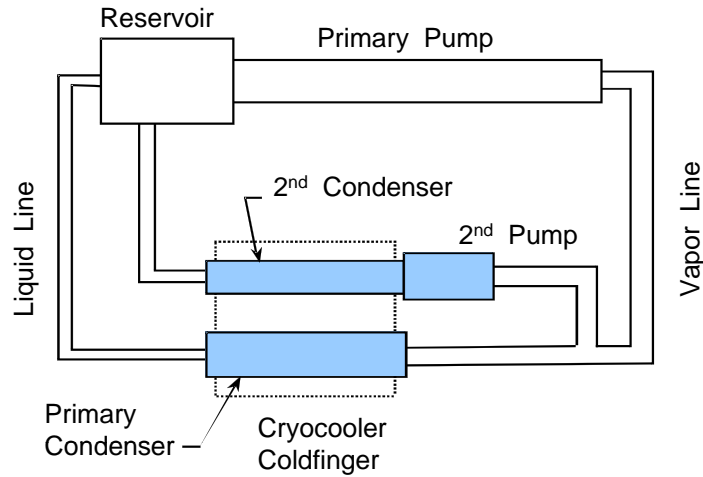 Reservoir
Primary Pump
2nd Condenser
2nd Pump
Liquid Line
Vapor Line
Primary
Condenser
Cryocooler
Coldfinger